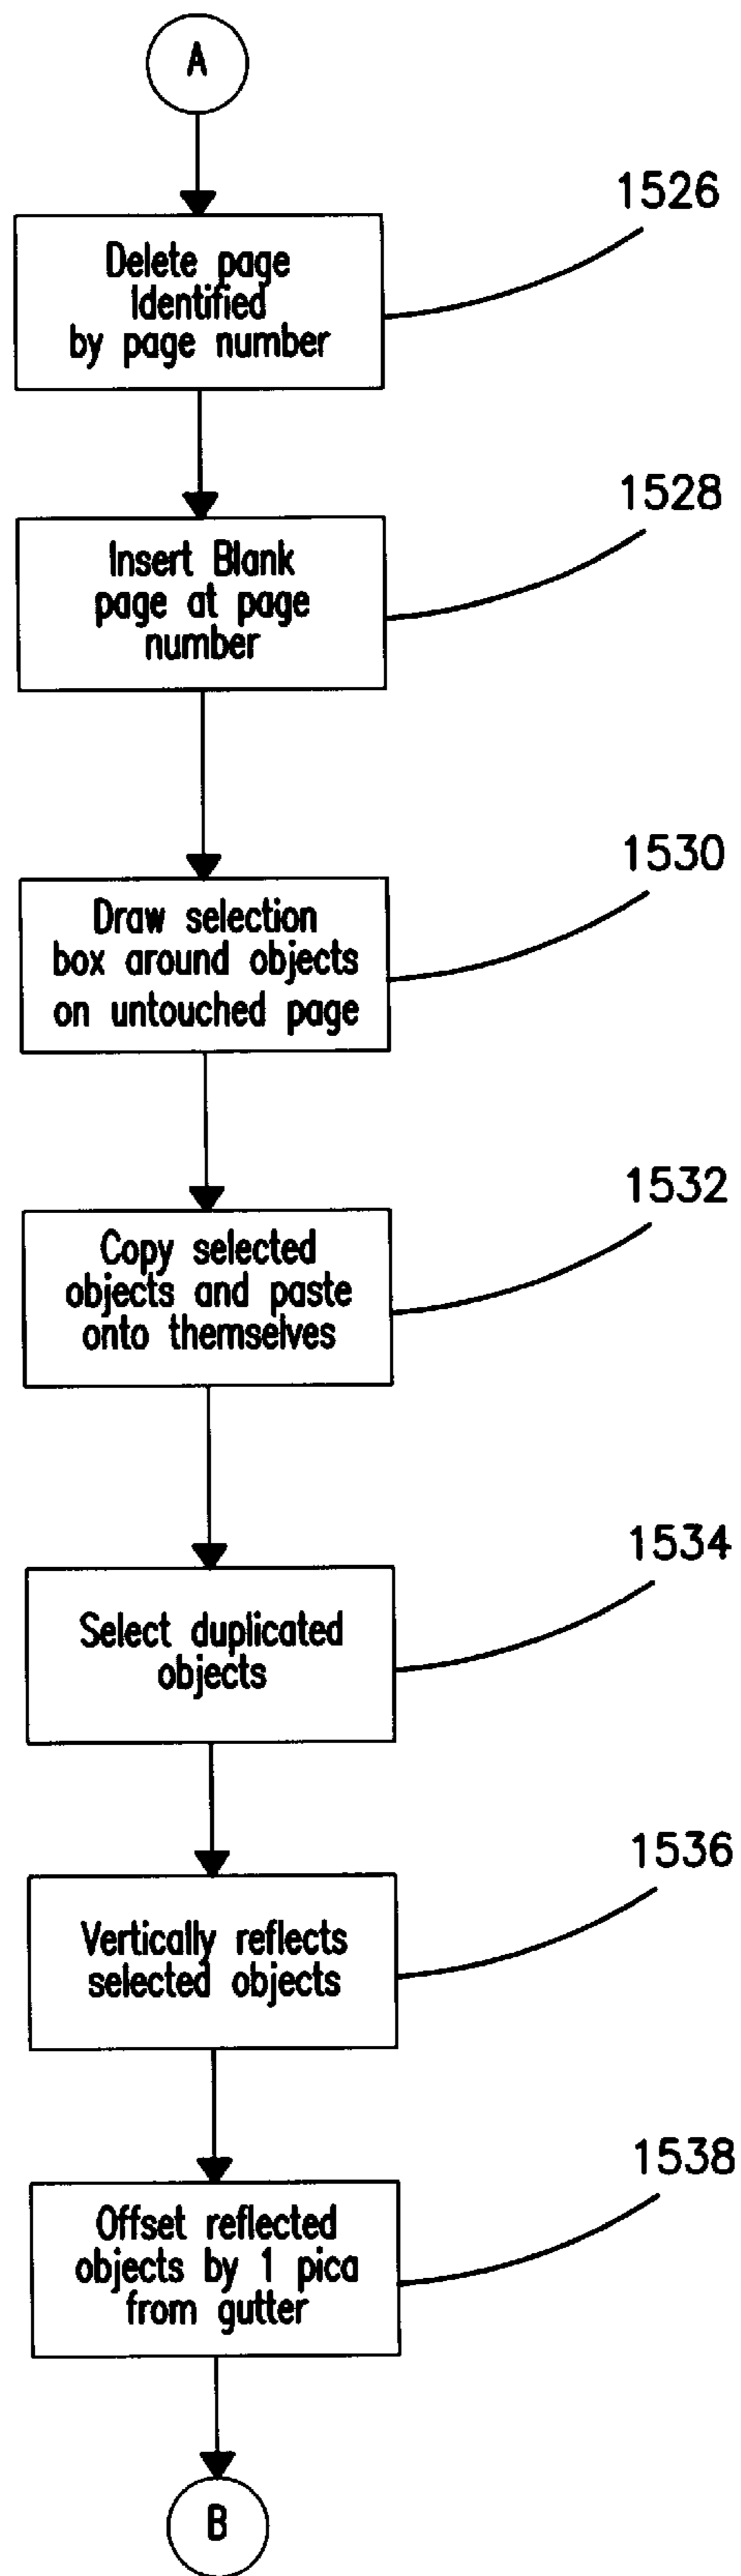 A
1526
Delete page
Identified
by page number
1528
Insert Blank
page at page
number
1530
Draw selection
box around objects
on untouched page
1532
Copy selected
objects and paste
onto themselves
1534
Select duplicated
objects
1536
Vertically reflects
selected objects
1538
Offset reflected
objects by 1 pica
from gutter
B